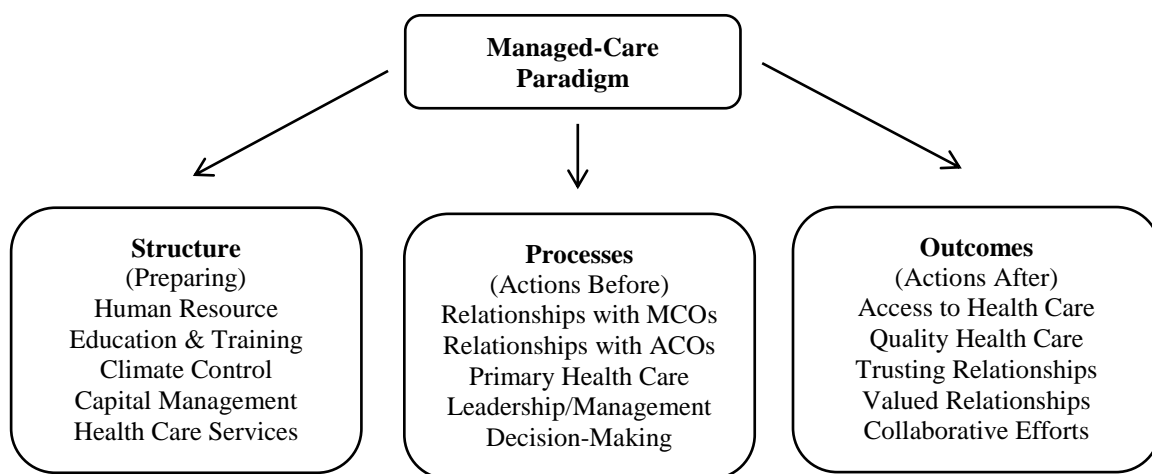 Managed-Care
Paradigm
Structure
(Preparing)
Human Resource
Education & Training
Climate Control
Capital Management
Health Care Services
Processes
(Actions Before)
Relationships with MCOs
Relationships with ACOs
Primary Health Care
Leadership/Management
Decision-Making
Outcomes
(Actions After)
Access to Health Care
Quality Health Care
Trusting Relationships
Valued Relationships
Collaborative Efforts